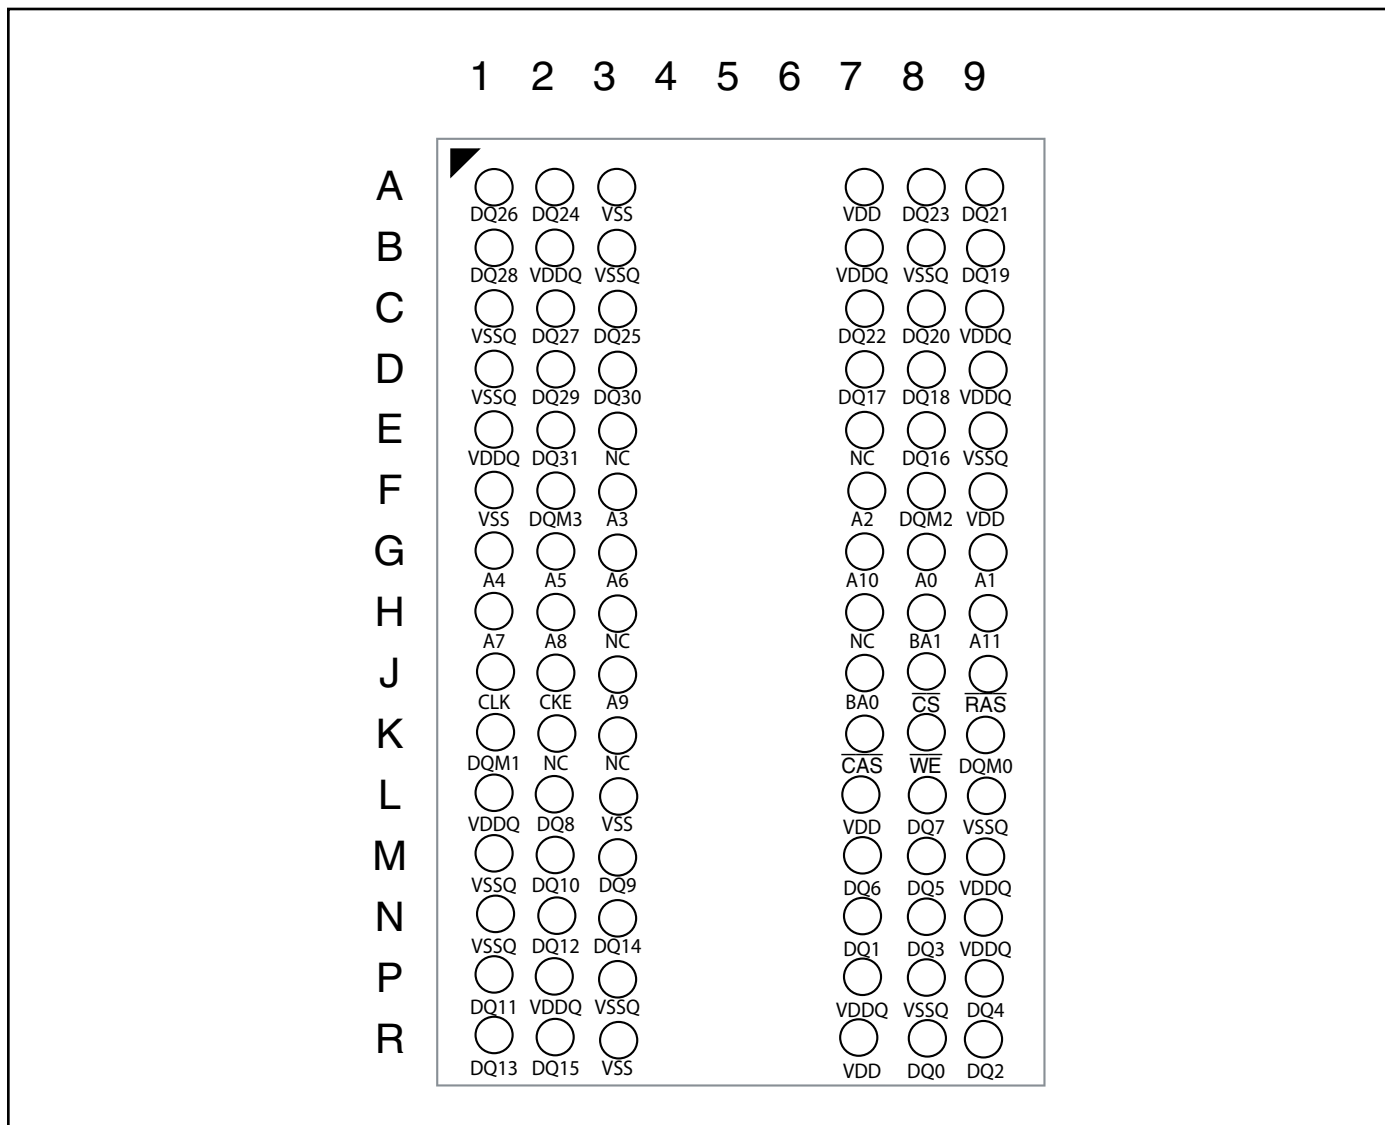 1 2 3 4 5 6 7 8 9
A
DQ26 DQ24 VSS VDD DQ23 DQ21
B
DQ28 VDDQ VSSQ VDDQ VSSQ DQ19
C
VSSQ DQ27 DQ25 DQ22 DQ20 VDDQ
D
VSSQ DQ29 DQ30 DQ17 DQ18 VDDQ
E
VDDQ DQ31 NC NC DQ16 VSSQ
F
VSS DQM3 A3 A2 DQM2 VDD
G
A4 A5 A6 A10 A0 A1
H
A7 A8 NC NC BA1 A11
J
CLK CKE A9 BA0 CS RAS
K
DQM1 NC NC CAS WE DQM0
L
VDDQ DQ8 VSS VDD DQ7 VSSQ
M
VSSQ DQ10 DQ9 DQ6 DQ5 VDDQ
N
VSSQ DQ12 DQ14 DQ1 DQ3 VDDQ
P
DQ11 VDDQ VSSQ VDDQ VSSQ DQ4
R
DQ13 DQ15 VSS VDD DQ0 DQ2